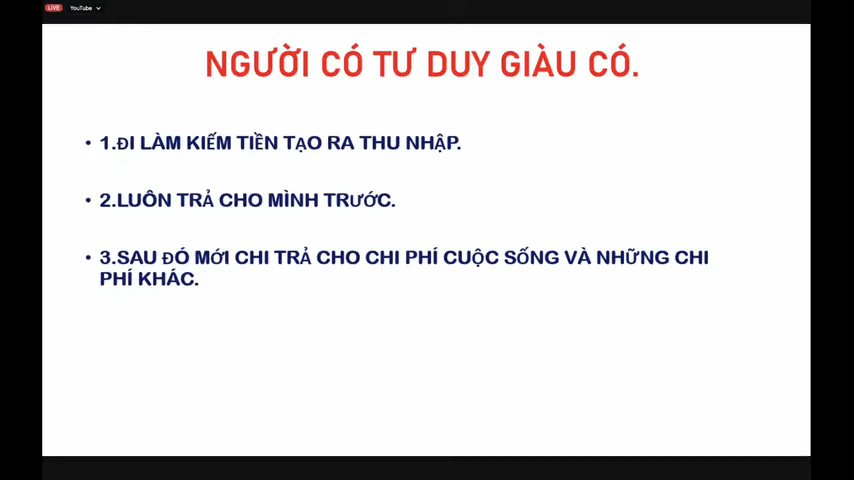 LIVE YouTube
NGƯỜI CÓ TƯ DUY GIÀU CÓ.
• 1.ĐI LÀM KIẾM TIỀN TẠO RA THU NHẬP.
• 2.LUÔN TRẢ CHO MÌNH TRƯỚC.
• 3.SAU ĐÓ MỚI CHI TRẢ CHO CHI PHÍ CUỘC SỐNG VÀ NHỮNG CHI
PHÍ KHÁC.